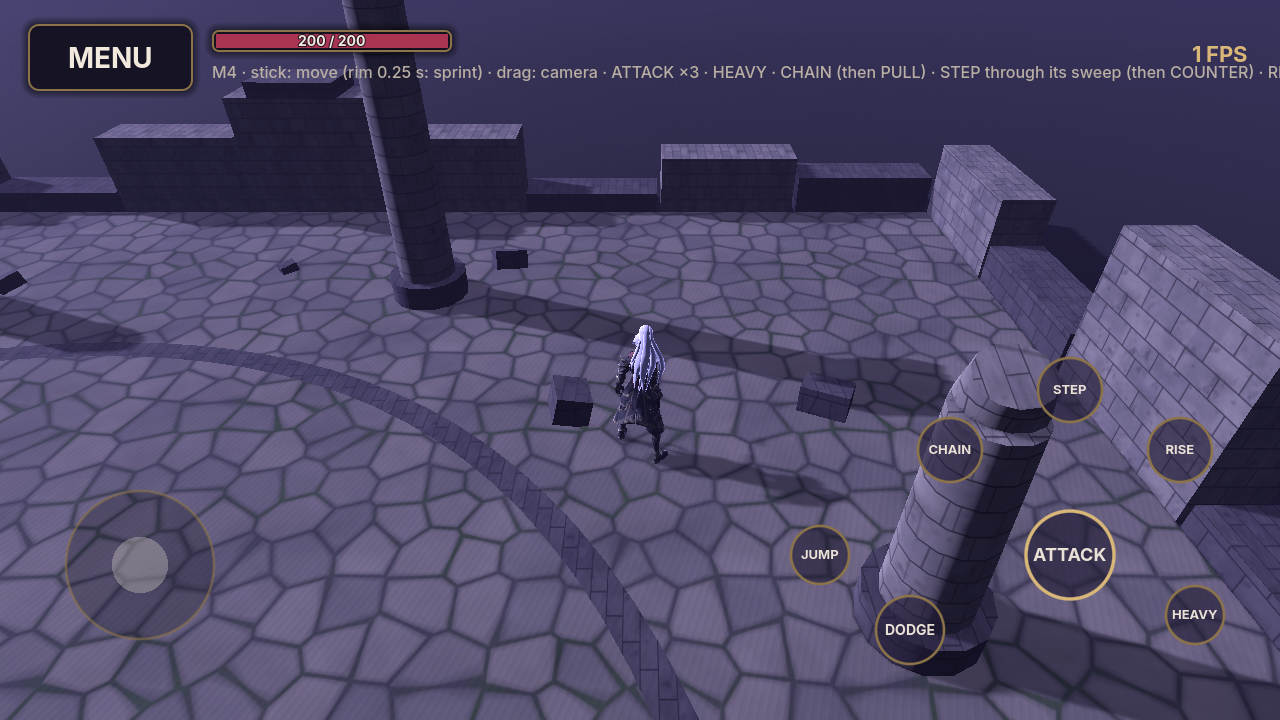 MENU
200 / 200
1 FPS
M4 · stick: move (rim 0.25 s: sprint) · drag: camera · ATTACK ×3 · HEAVY · CHAIN (then PULL) · STEP through its sweep (then COUNTER) ·
STEP
CHAIN
RISE
JUMP
ATTACK
DODGE
HEAVY